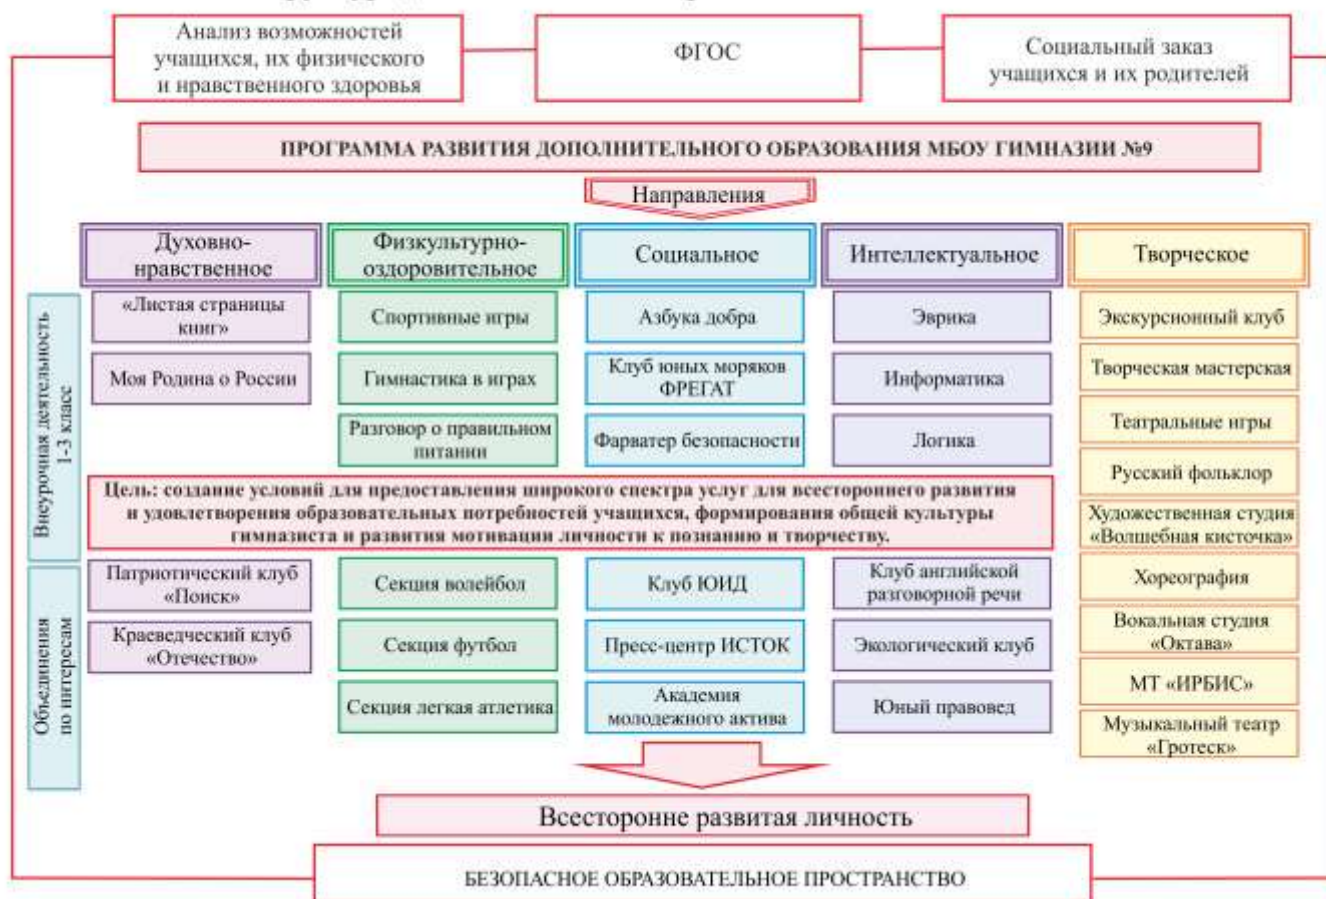 Анализ возможностей
учащихся, их физического
и нравственного здоровья
ФГОС
Социальный заказ
учащихся и их родителей
ПРОГРАММА РАЗВИТИЯ ДОПОЛНИТЕЛЬНОГО ОБРАЗОВАНИЯ МБОУ ГИМНАЗИИ №9
Направления
Духовно-
нравственное
Физкультурно-
оздоровительное
Социальное
Интеллектуальное
Творческое
Внеурочная деятельность
1-3 класс
«Листая страницы
книг»
Моя Родина о России
Спортивные игры
Гимнастика в играх
Разговор о правильном
питании
Азбука добра
Клуб юных моряков
ФРЕГАТ
Фарватер безопасности
Эврика
Информатика
Логика
Экскурсионный клуб
Творческая мастерская
Театральные игры
Русский фольклор
Художественная студия
«Волшебная кисточка»
Цель: создание условий для предоставления широкого спектра услуг для всестороннего развития
и удовлетворения образовательных потребностей учащихся, формирования общей культуры
гимназиста и развития мотивации личности к познанию и творчеству.
Объединения
по интересам
Патриотический клуб
«Поиск»
Краеведческий клуб
«Отечество»
Секция волейбол
Секция футбол
Секция легкая атлетика
Клуб ЮИД
Пресс-центр ИСТОК
Академия
молодежного актива
Клуб английской
разговорной речи
Экологический клуб
Юный правовед
Хореография
Вокальная студия
«Октава»
МТ «ИРБИС»
Музыкальный театр
«Гротеск»
Всесторонне развитая личность
БЕЗОПАСНОЕ ОБРАЗОВАТЕЛЬНОЕ ПРОСТРАНСТВО